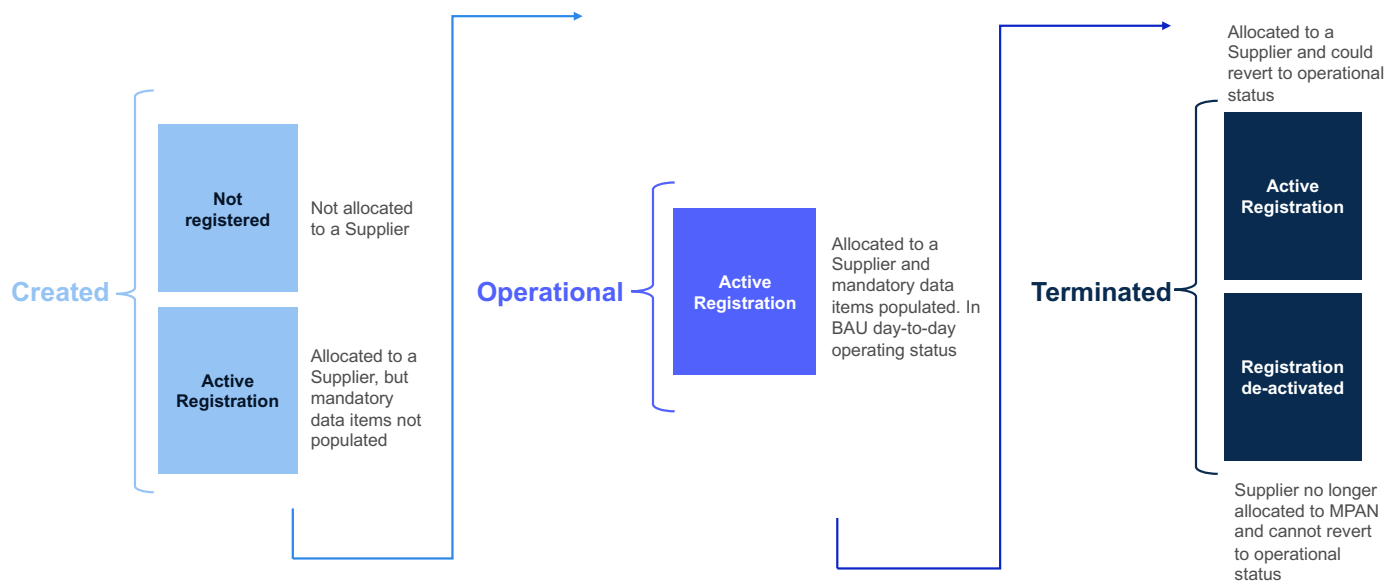 Created
Not
registered
Not allocated
to a Supplier
Active
Registration
Allocated to a
Supplier, but
mandatory
data items not
populated
Operational
Active
Registration
Allocated to a
Supplier and
mandatory data
items populated. In
BAU day-to-day
operating status
Terminated
Allocated to a
Supplier and could
revert to operational
status
Active
Registration
Registration
de-activated
Supplier no longer
allocated to MPAN
and cannot revert
to operational
status